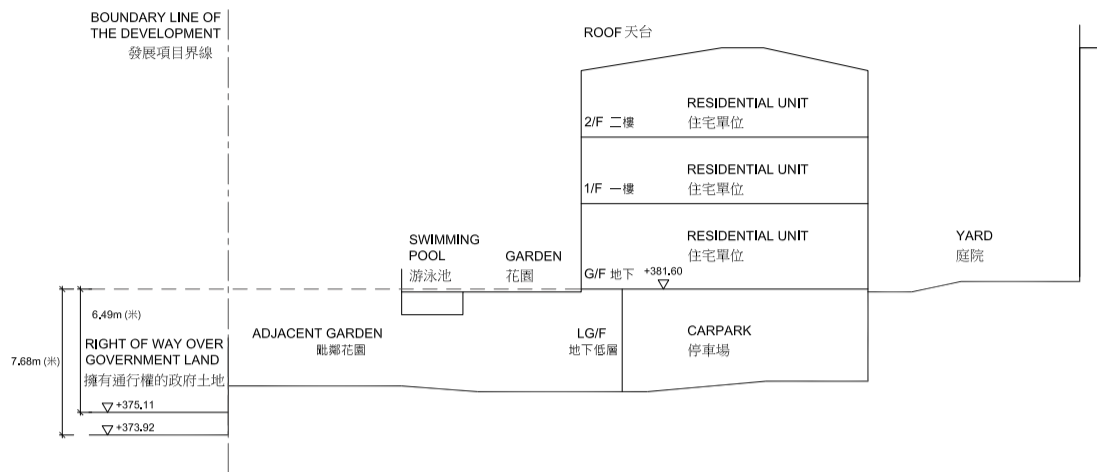 BOUNDARY LINE OF
THE DEVELOPMENT
發展項目界線
ROOF 天台
RESIDENTIAL UNIT
2/F 二樓
住宅單位
RESIDENTIAL UNIT
1/F 一樓
住宅單位
SWIMMING
POOL
游泳池
GARDEN
花園
RESIDENTIAL UNIT
住宅單位
G/F 地下
+381.60
YARD
庭院
6.49m (米)
7.68m (米)
RIGHT OF WAY OVER
GOVERNMENT LAND
擁有通行權的政府土地
+375.11
+373.92
ADJACENT GARDEN
毗鄰花園
LG/F
地下低層
CARPARK
停車場